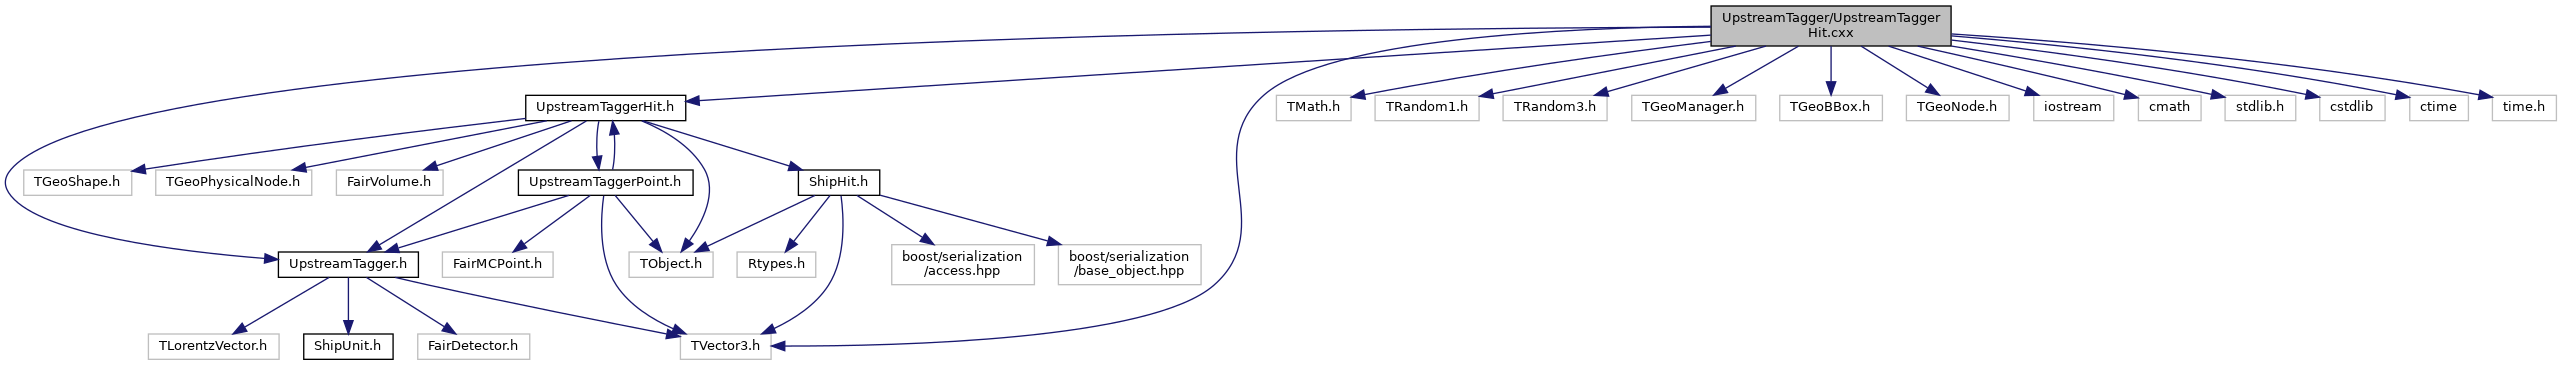 UpstreamTagger/UpstreamTagger
Hit.cxx
UpstreamTaggerHit.h
TMath.h
TRandom1.h
TRandom3.h
TGeoManager.h
TGeoBBox.h
TGeoNode.h
iostream
cmath
stdlib.h
cstdlib
ctime
time.h
TGeoShape.h
TGeoPhysicalNode.h
FairVolume.h
UpstreamTaggerPoint.h
ShipHit.h
UpstreamTagger.h
FairMCPoint.h
TObject.h
Rtypes.h
boost/serialization
/access.hpp
boost/serialization
/base_object.hpp
TLorentzVector.h
ShipUnit.h
FairDetector.h
TVector3.h